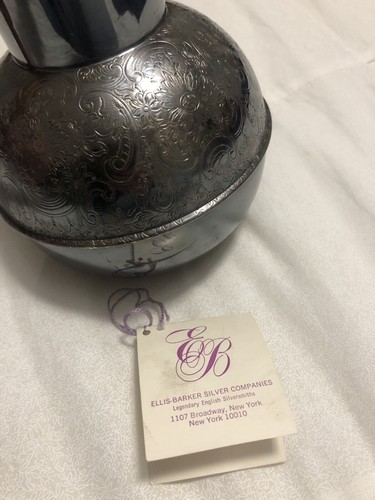 EB
ELLIS-BARKER SILVER COMPANIES
Legendary English Silversmiths
1107 Broadway, New York
New York 10010